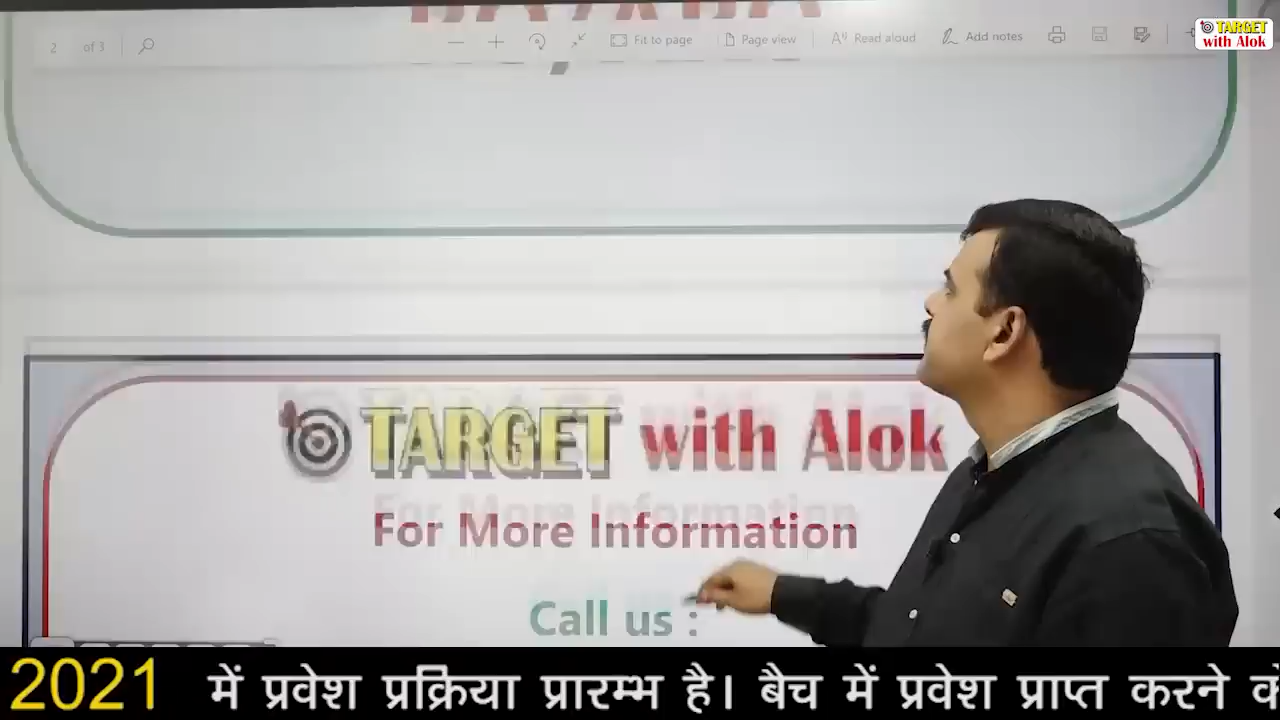 2 of 3 Fit to page Page view Read aloud Add notes
TARGET
with Alok
TARGET with Alok
For More Information
Call us :
2021 में प्रवेश प्रक्रिया प्रारम्भ है। बैच में प्रवेश प्राप्त करने